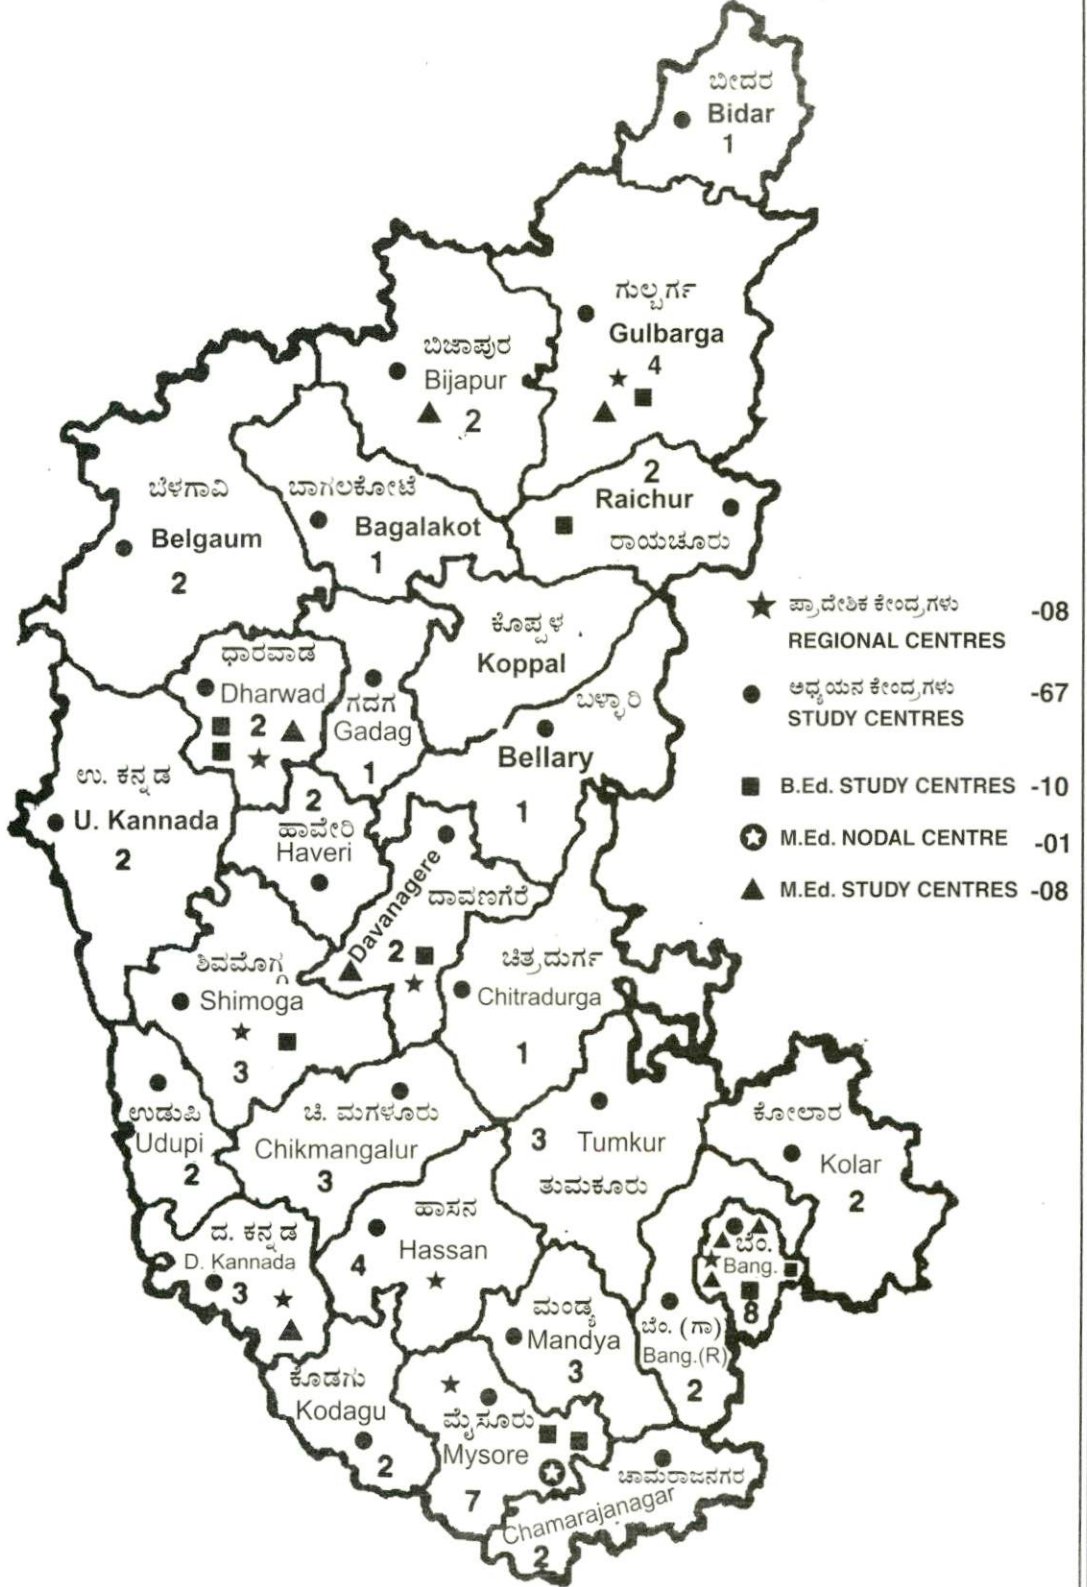 ಬೀದರ
Bidar
1
ಗುಲ್ಬರ್ಗ
Gulbarga
4
ಬಿಜಾಪುರ
Bijapur
2
2
Raichur
ರಾಯಚೂರು
ಬೆಳಗಾವಿ
Belgaum
2
ಬಾಗಲಕೋಟೆ
Bagalakot
1
ಕೊಪ್ಪಳ
Koppal
ಧಾರವಾಡ
Dharwad
2
ಗದಗ
Gadag
1
ಬಳ್ಳಾರಿ
Bellary
1
ಉ. ಕನ್ನಡ
U. Kannada
2
2
ಹಾವೇರಿ
Haveri
Davanagere
ದಾವಣಗೆರೆ
2
ಶಿವಮೊಗ್ಗ
Shimoga
3
ಚಿತ್ರದುರ್ಗ
Chitradurga
1
ಉಡುಪಿ
Udupi
2
ಚಿ. ಮಗಳೂರು
Chikmangalur
3
3 Tumkur
ತುಮಕೂರು
ಕೋಲಾರ
Kolar
2
ದ. ಕನ್ನಡ
D. Kannada
3
ಹಾಸನ
Hassan
4
ಬೆಂ.
Bang.
8
ಮಂಡ್ಯ
Mandya
3
ಬೆಂ. (ಗ್ರಾ)
Bang.(R)
2
ಕೊಡಗು
Kodagu
2
ಮೈಸೂರು
Mysore
7
ಚಾಮರಾಜನಗರ
Chamarajanagar
2
ಪ್ರಾದೇಶಿಕ ಕೇಂದ್ರಗಳು -08
REGIONAL CENTRES
ಅಧ್ಯಯನ ಕೇಂದ್ರಗಳು -67
STUDY CENTRES
B.Ed. STUDY CENTRES -10
M.Ed. NODAL CENTRE -01
M.Ed. STUDY CENTRES -08